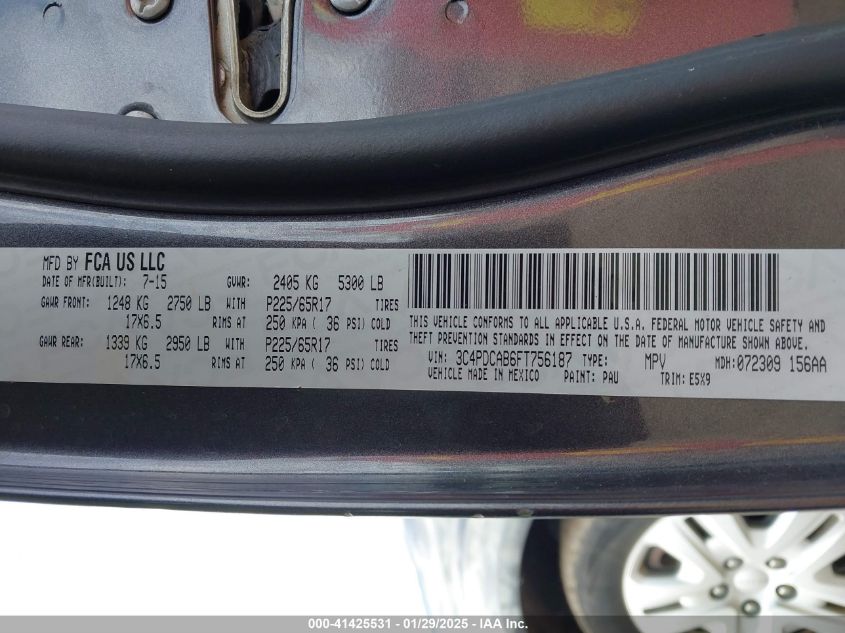 MFD BY FCA US LLC
DATE OF MFR(BUILT): 7-15 GVWR: 2405 KG 5300 LB
GAWR FRONT: 1248 KG 2750 LB WITH P225/65R17 TIRES
17X6.5 RIMS AT 250 KPA ( 36 PSI) COLD
GAWR REAR: 1339 KG 2950 LB WITH P225/65R17 TIRES
17X6.5 RIMS AT 250 KPA ( 36 PSI) COLD
THIS VEHICLE CONFORMS TO ALL APPLICABLE U.S.A. FEDERAL MOTOR VEHICLE SAFETY AND
THEFT PREVENTION STANDARDS IN EFFECT ON THE DATE OF MANUFACTURE SHOWN ABOVE.
VIN: 3C4PDCAB6FT756187 TYPE: MPV MDH:072309 156AA
VEHICLE MADE IN MEXICO PAINT: PAU TRIM: E5X9
000-41425531 - 01/29/2025 - IAA, Inc. - Copyright